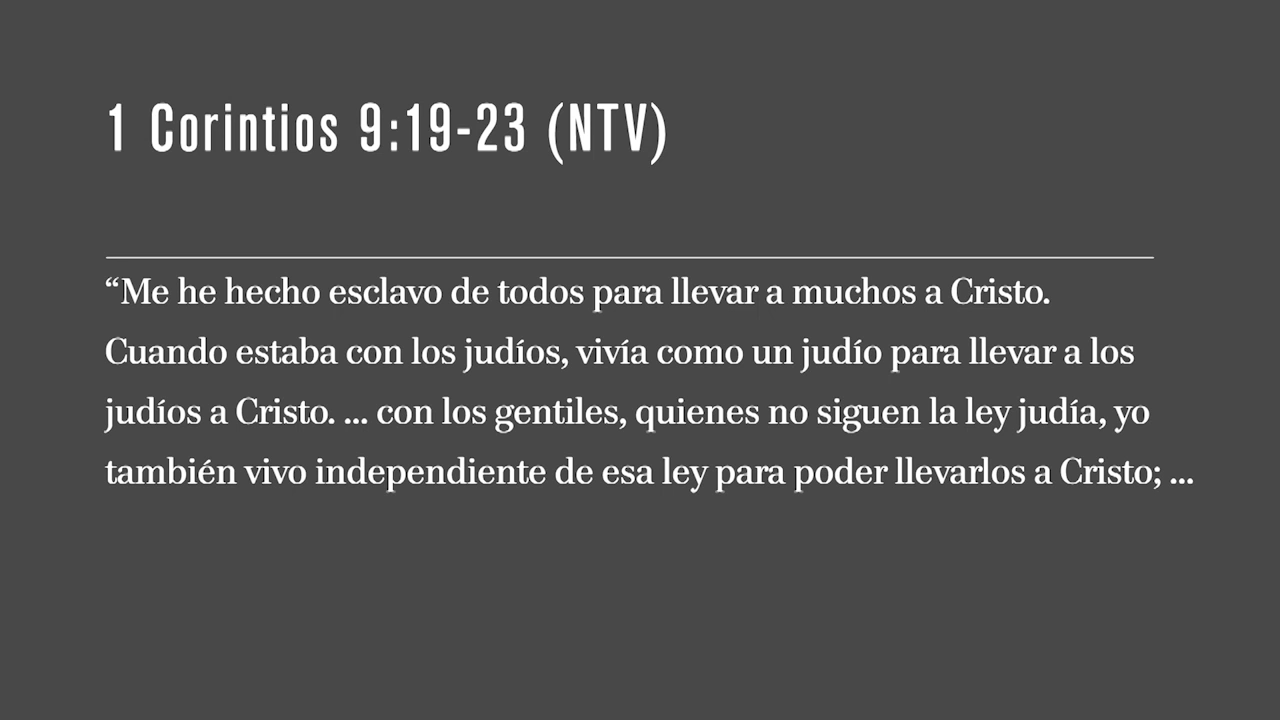 1 Corintios 9:19-23 (NTV)
“Me he hecho esclavo de todos para llevar a muchos a Cristo.
Cuando estaba con los judíos, vivía como un judío para llevar a los
judíos a Cristo. ... con los gentiles, quienes no siguen la ley judía, yo
también vivo independiente de esa ley para poder llevarlos a Cristo; ...